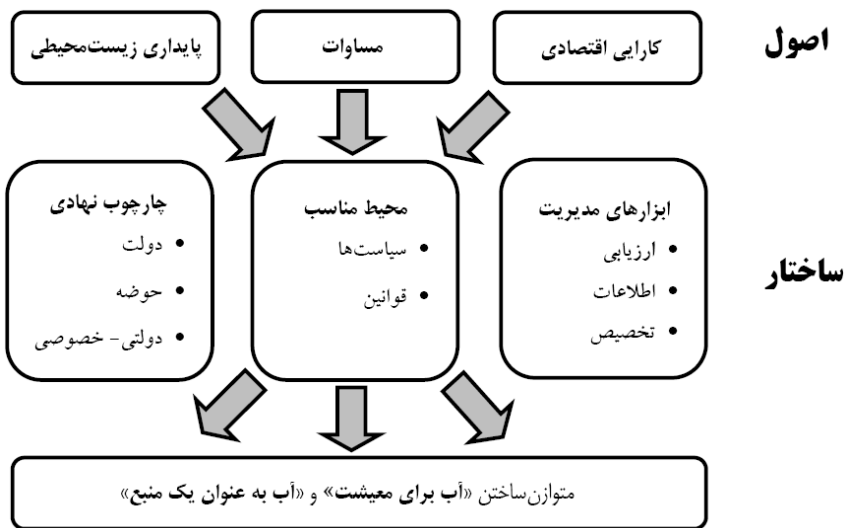 اصول
کارایی اقتصادی
مساوات
پایداری زیست‌محیطی
ساختار
ابزارهای مدیریت
• ارزیابی
• اطلاعات
• تخصیص
محیط مناسب
• سیاست‌ها
• قوانین
چارچوب نهادی
• دولت
• حوضه
• دولتی- خصوصی
متوازن‌ساختن «آب برای معیشت» و «آب به عنوان یک منبع»